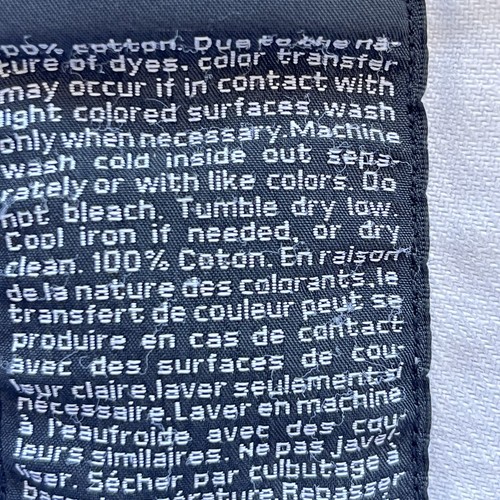 00% cotton. Due to the na-
ture of dyes, color transfer
may occur if in contact with
light colored surfaces, wash
only when necessary. Machine
wash cold inside out sepa-
rately or with like colors. Do
not bleach. Tumble dry low.
Cool iron if needed, or dry
clean. 100% Coton. En raison
de la nature des colorants, le
transfert de couleur peut se
produire en cas de contact
avec des surfaces de cou-
leur claire, laver seulement si
nécessaire. Laver en machine
à l'eau froide avec des cou-
leurs similaires. Ne pas javel-
liser. Sécher par culbutage à
basse température. Repasser